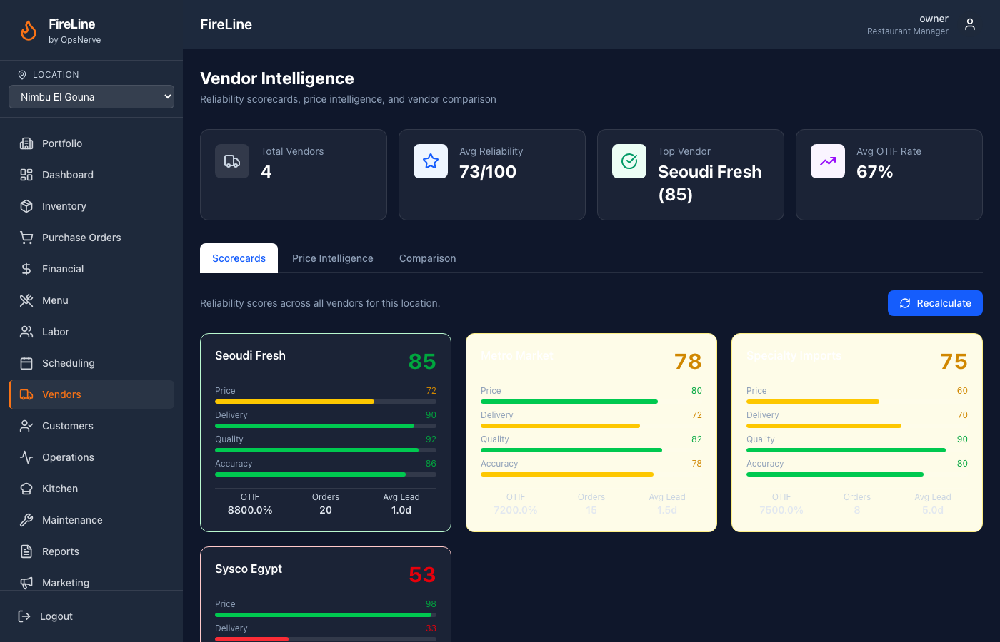 FireLine
by OpsNerve
LOCATION
Nimbu El Gouna
Portfolio
Dashboard
Inventory
Purchase Orders
Financial
Menu
Labor
Scheduling
Vendors
Customers
Operations
Kitchen
Maintenance
Reports
Marketing
Logout
FireLine
owner
Restaurant Manager
Vendor Intelligence
Reliability scorecards, price intelligence, and vendor comparison
Total Vendors
4
Avg Reliability
73/100
Top Vendor
Seoudi Fresh
(85)
Avg OTIF Rate
67%
Scorecards Price Intelligence Comparison
Reliability scores across all vendors for this location.
Recalculate
Seoudi Fresh 85
Price 72
Delivery 90
Quality 92
Accuracy 86
OTIF Orders Avg Lead
8800.0% 20 1.0d
Metro Market 78
Price 80
Delivery 72
Quality 82
Accuracy 78
OTIF Orders Avg Lead
7200.0% 15 1.5d
Specialty Imports 75
Price 60
Delivery 70
Quality 90
Accuracy 80
OTIF Orders Avg Lead
7500.0% 8 5.0d
Sysco Egypt 53
Price 98
Delivery 33